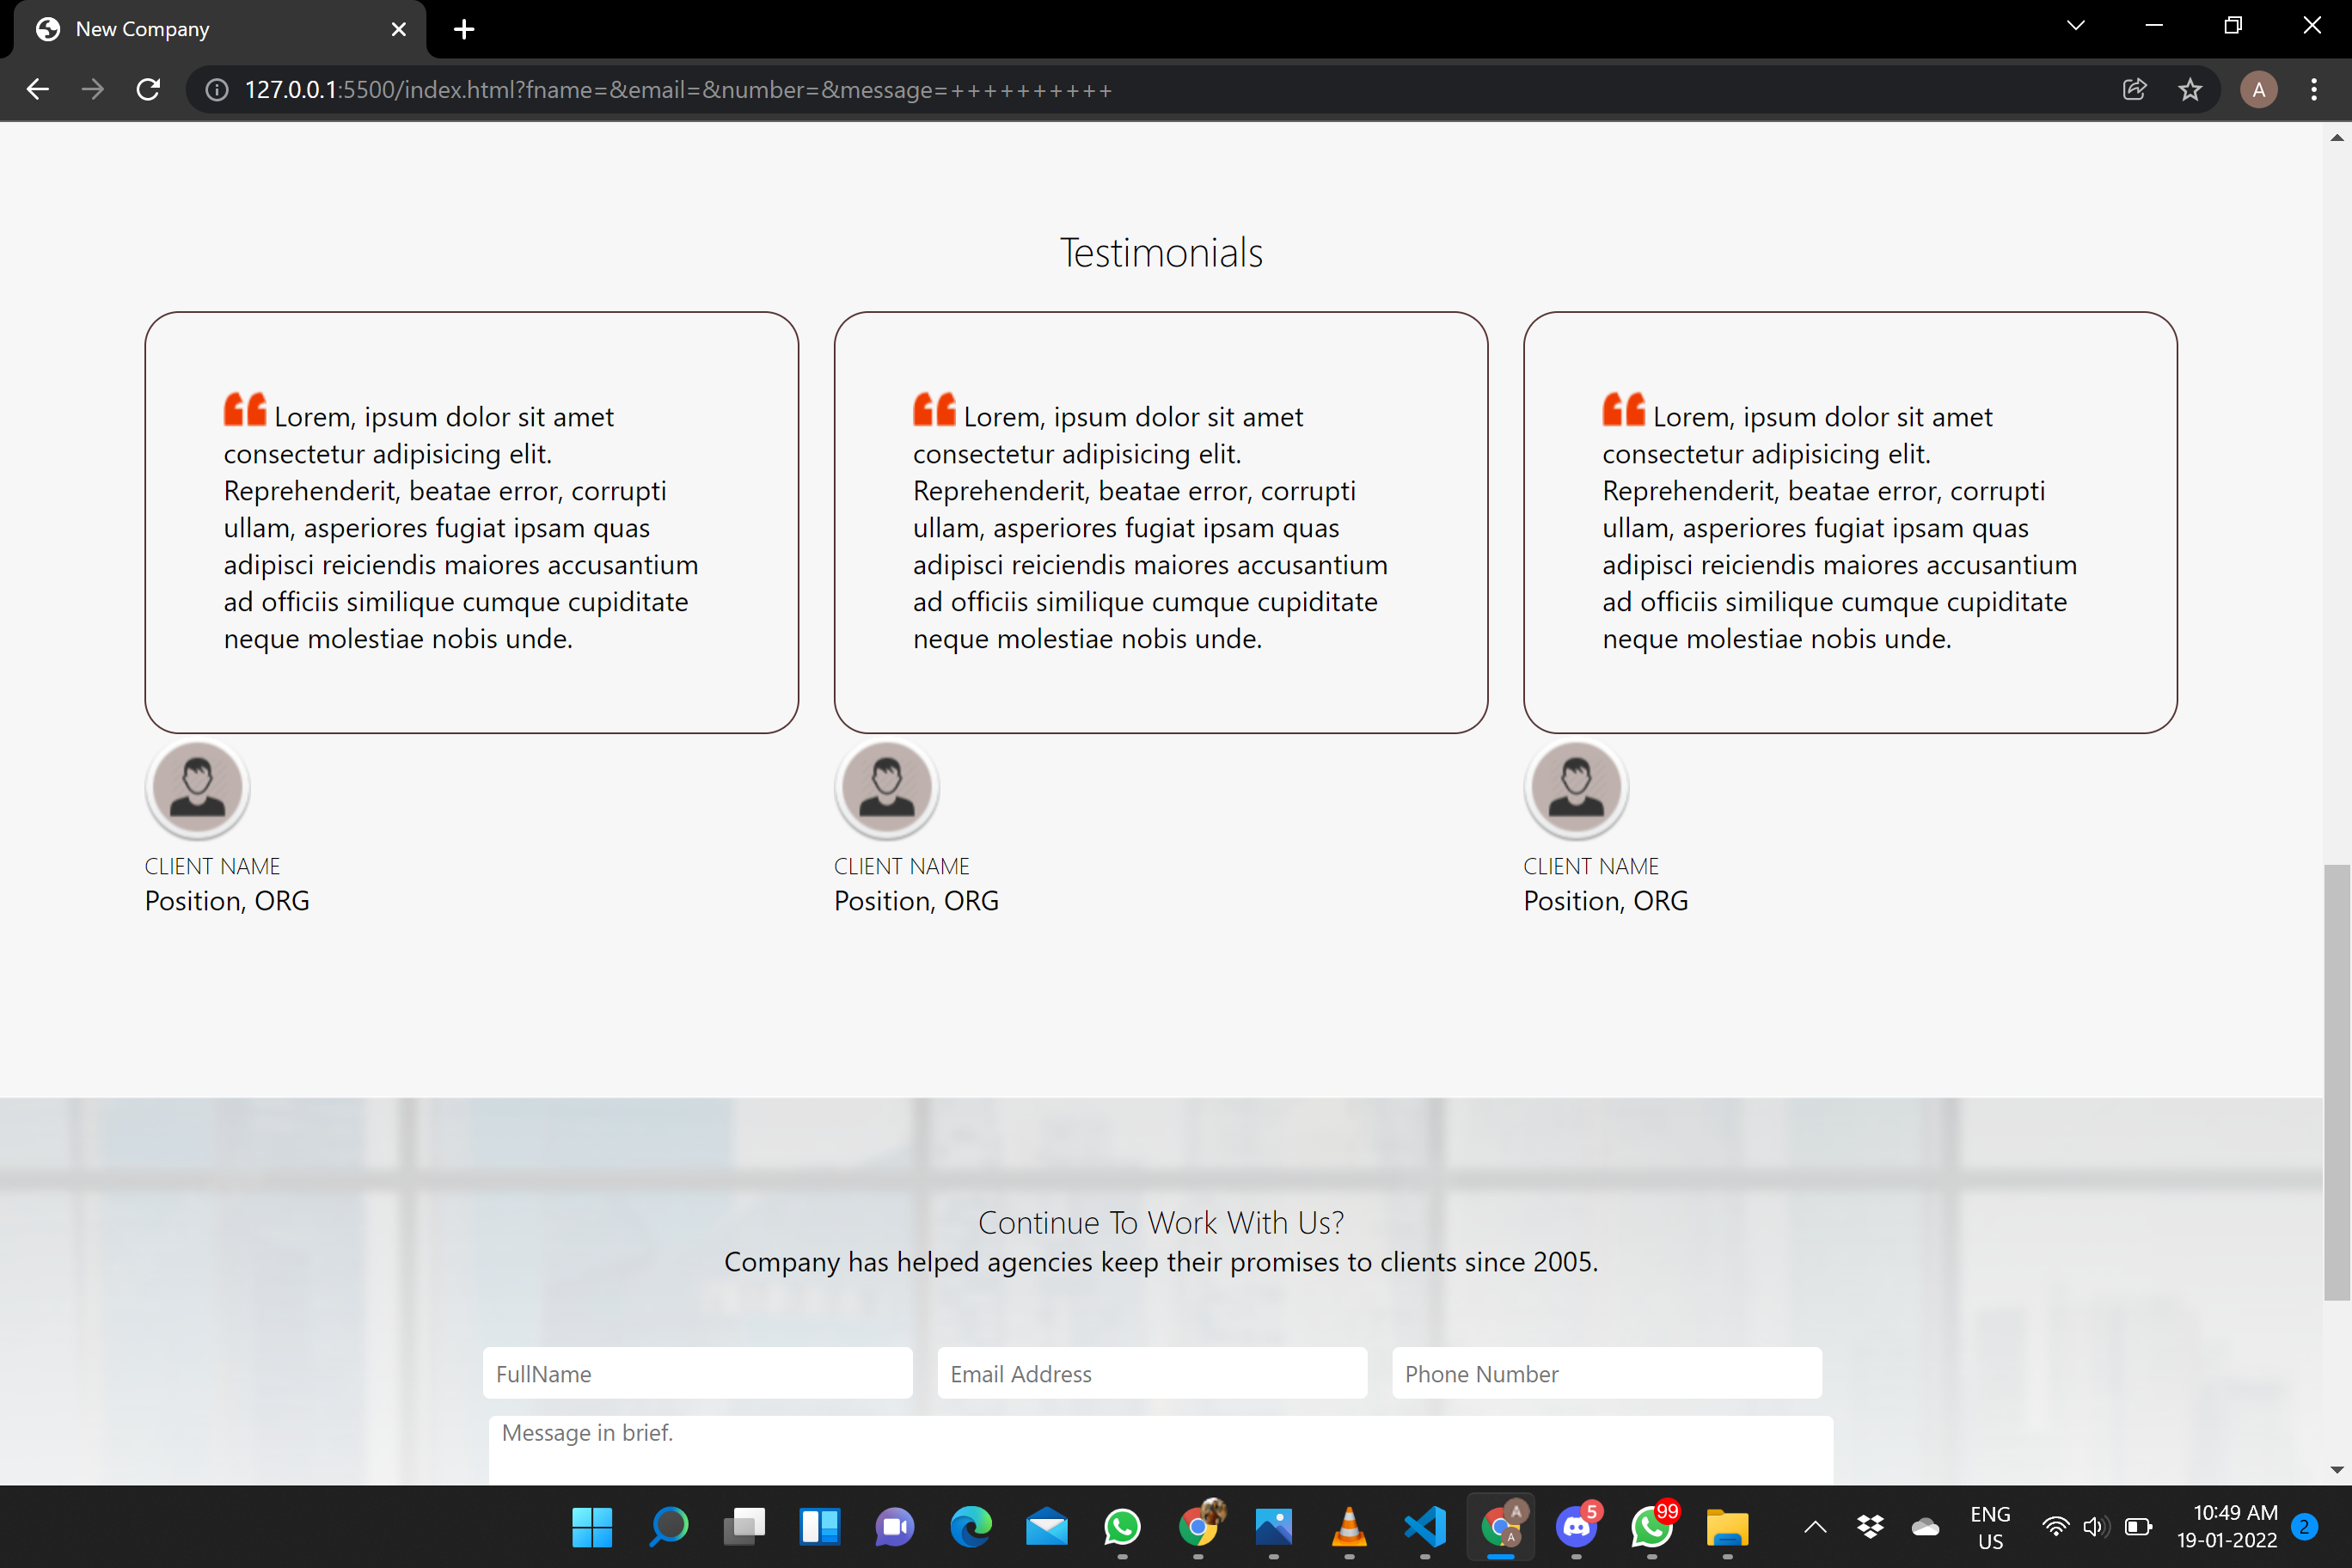 New Company
127.0.0.1:5500/index.html?fname=&email=&number=&message=++++++++++
A
Testimonials
Lorem, ipsum dolor sit amet
consectetur adipisicing elit.
Reprehenderit, beatae error, corrupti
ullam, asperiores fugiat ipsam quas
adipisci reiciendis maiores accusantium
ad officiis similique cumque cupiditate
neque molestiae nobis unde.
CLIENT NAME
Position, ORG
Lorem, ipsum dolor sit amet
consectetur adipisicing elit.
Reprehenderit, beatae error, corrupti
ullam, asperiores fugiat ipsam quas
adipisci reiciendis maiores accusantium
ad officiis similique cumque cupiditate
neque molestiae nobis unde.
CLIENT NAME
Position, ORG
Lorem, ipsum dolor sit amet
consectetur adipisicing elit.
Reprehenderit, beatae error, corrupti
ullam, asperiores fugiat ipsam quas
adipisci reiciendis maiores accusantium
ad officiis similique cumque cupiditate
neque molestiae nobis unde.
CLIENT NAME
Position, ORG
Continue To Work With Us?
Company has helped agencies keep their promises to clients since 2005.
FullName
Email Address
Phone Number
Message in brief.
A
A
5
99
ENG
US
10:49 AM
19-01-2022
2